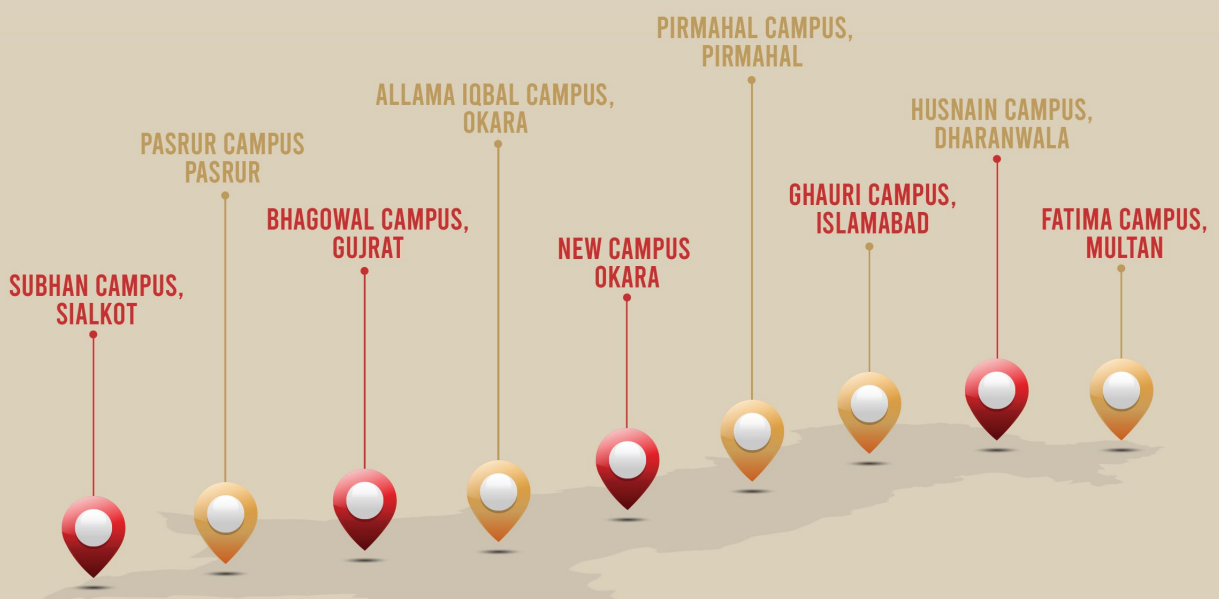 SUBHAN CAMPUS,
SIALKOT
PASRUR CAMPUS
PASRUR
BHAGOWAL CAMPUS,
GUJRAT
ALLAMA IQBAL CAMPUS,
OKARA
NEW CAMPUS
OKARA
PIRMAHAL CAMPUS,
PIRMAHAL
GHAURI CAMPUS,
ISLAMABAD
HUSNAIN CAMPUS,
DHARANWALA
FATIMA CAMPUS,
MULTAN